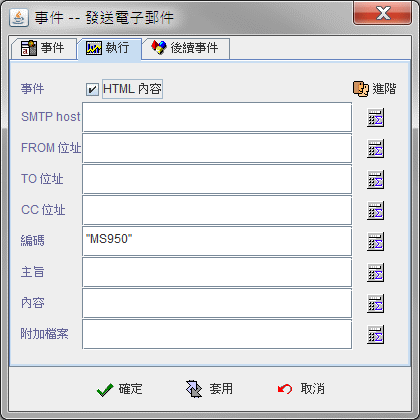 事件 -- 發送電子郵件
事件 執行 後續事件
事件 HTML 內容 進階
SMTP host
FROM 位址
TO 位址
CC 位址
編碼 "MS950"
主旨
內容
附加檔案
確定 套用 取消